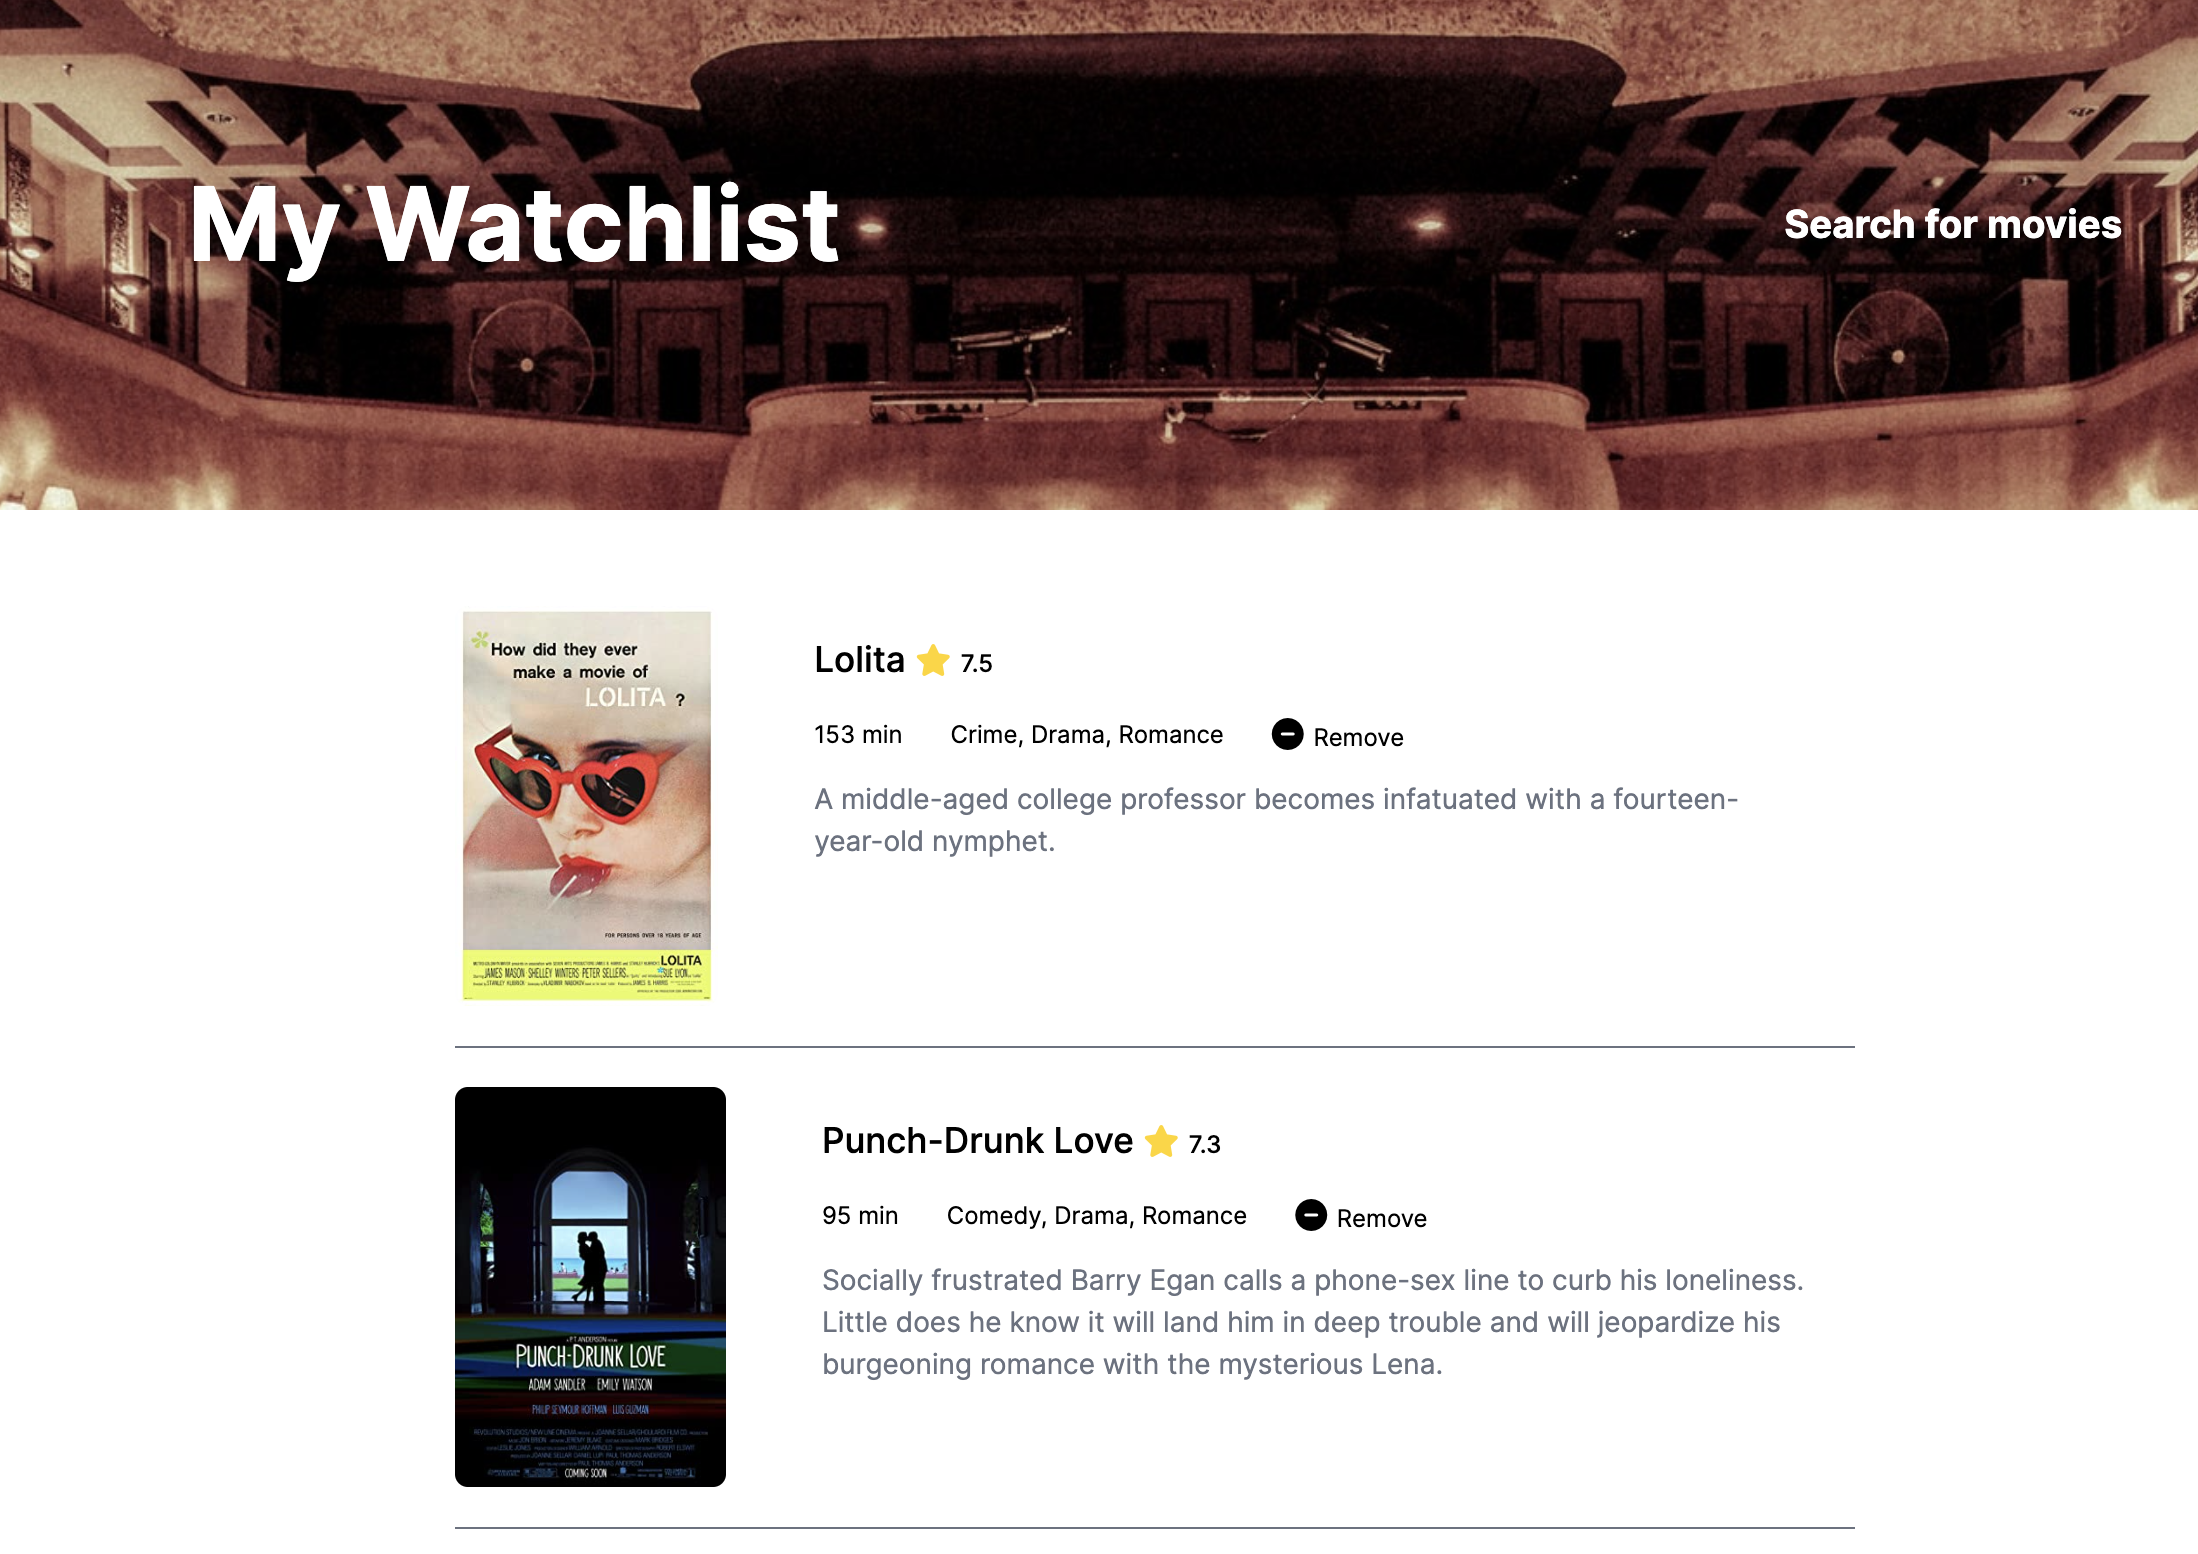 My Watchlist
Search for movies
How did they ever
make a movie of
LOLITA ?
FOR PERSONS OVER 18 YEARS OF AGE
LOLITA
JAMES MASON SHELLEY WINTERS PETER SELLERS
SUE LYON
STANLEY KUBRICK VLADIMIR NABOKOV JAMES B. HARRIS
Lolita 7.5
153 min Crime, Drama, Romance Remove
A middle-aged college professor becomes infatuated with a fourteen-
year-old nymphet.
PUNCH-DRUNK LOVE
ADAM SANDLER EMILY WATSON
PHILIP SEYMOUR HOFFMAN LUIS GUZMAN
COMING SOON
Punch-Drunk Love 7.3
95 min Comedy, Drama, Romance Remove
Socially frustrated Barry Egan calls a phone-sex line to curb his loneliness.
Little does he know it will land him in deep trouble and will jeopardize his
burgeoning romance with the mysterious Lena.